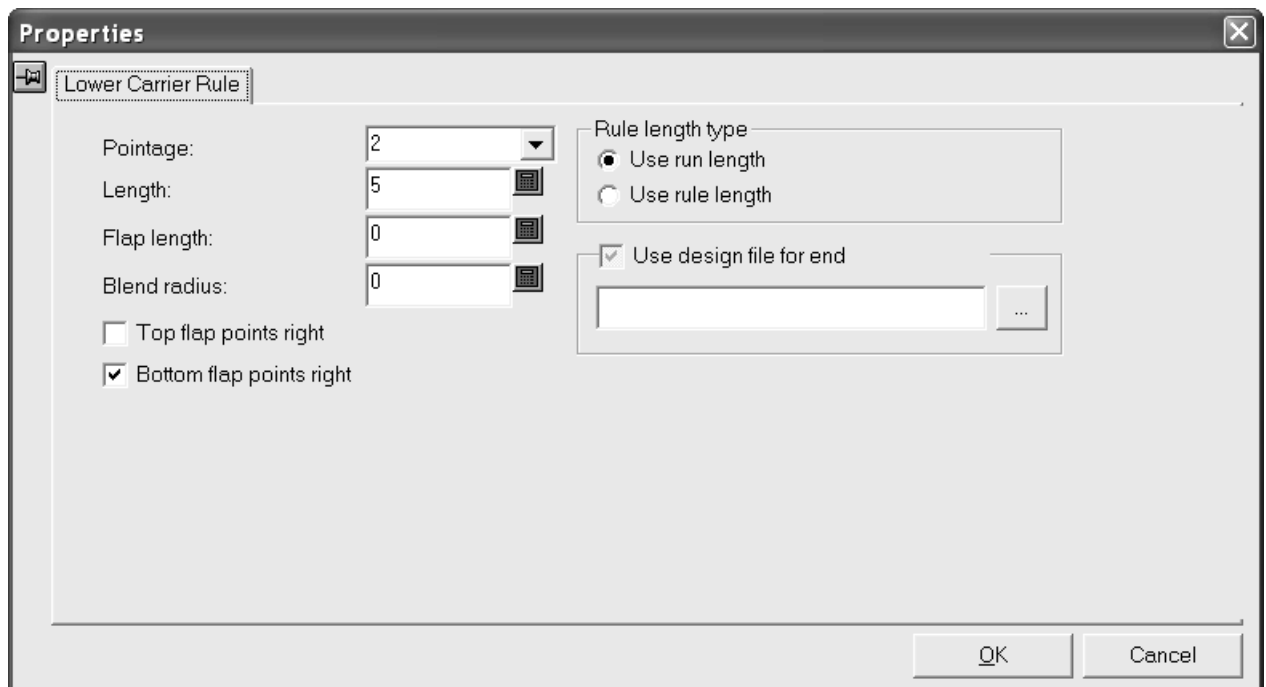 Properties
Lower Carrier Rule
Pointage: 2
Length: 5
Flap length: 0
Blend radius: 0
Top flap points right
Bottom flap points right
Rule length type
Use run length
Use rule length
Use design file for end
...
OK Cancel